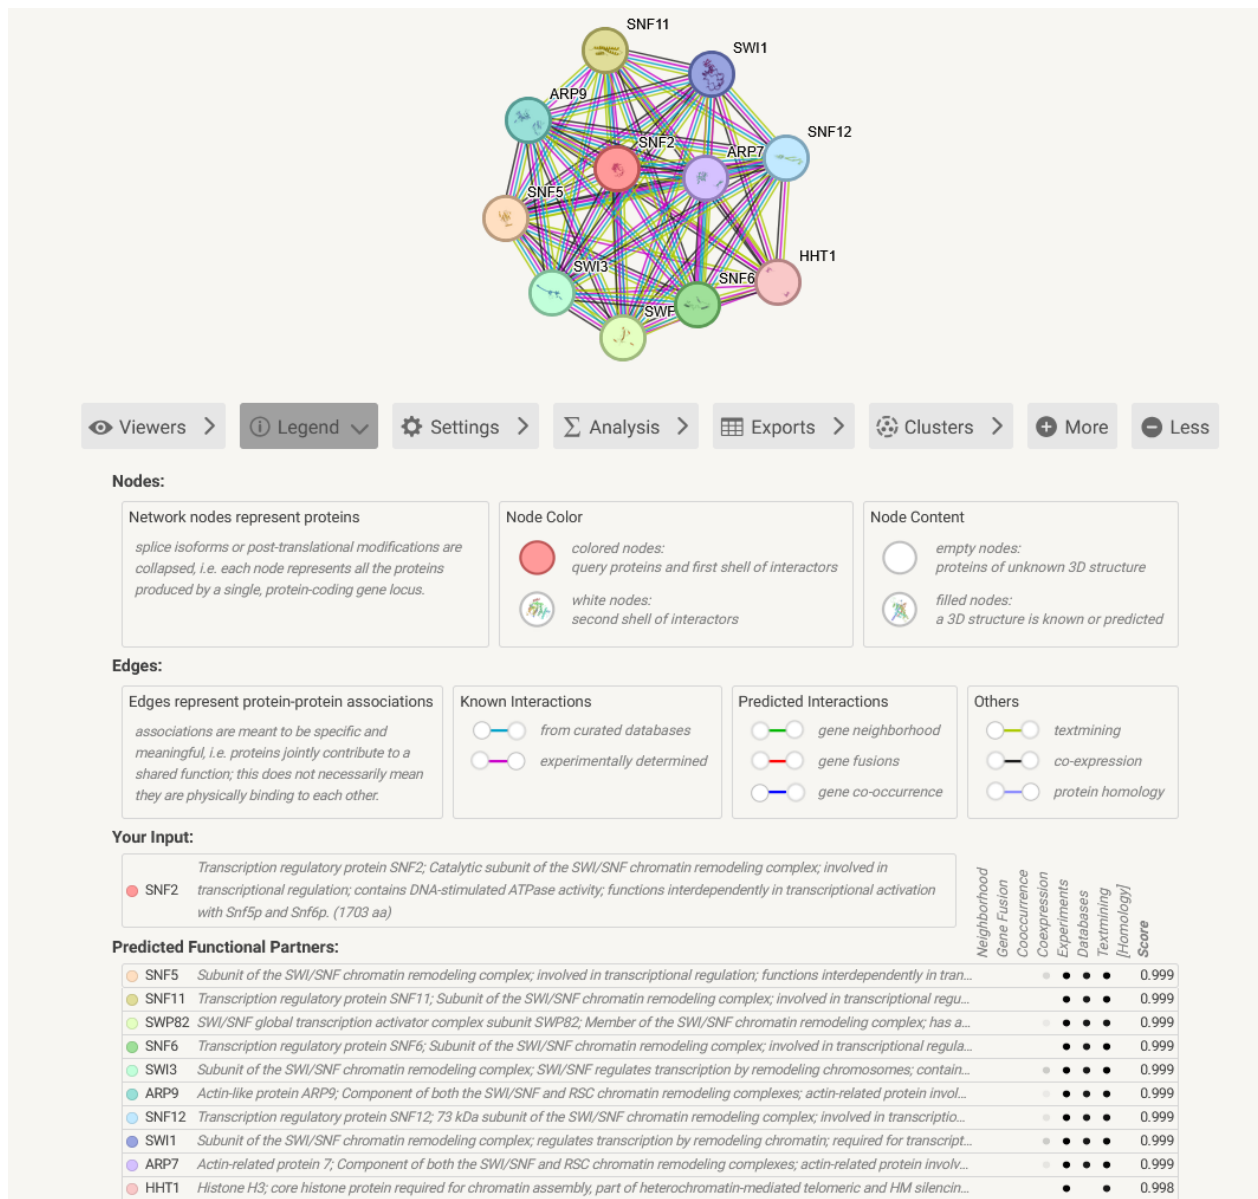 SNF11
SWI1
ARP9
SNF12
SNF2
ARP7
SNF5
HHT1
SWI3
SNF6
SWP
Viewers
Legend
Settings
Analysis
Exports
Clusters
More
Less
Nodes:
Network nodes represent proteins
splice isoforms or post-translational modifications are
collapsed, i.e. each node represents all the proteins
produced by a single, protein-coding gene locus.
Node Color
colored nodes:
query proteins and first shell of interactors
white nodes:
second shell of interactors
Node Content
empty nodes:
proteins of unknown 3D structure
filled nodes:
a 3D structure is known or predicted
Edges:
Edges represent protein-protein associations
associations are meant to be specific and
meaningful, i.e. proteins jointly contribute to a
shared function; this does not necessarily mean
they are physically binding to each other.
Known Interactions
from curated databases
experimentally determined
Predicted Interactions
gene neighborhood
gene fusions
gene co-occurrence
Others
textmining
co-expression
protein homology
Your Input:
SNF2
Transcription regulatory protein SNF2; Catalytic subunit of the SWI/SNF chromatin remodeling complex; involved in
transcriptional regulation; contains DNA-stimulated ATPase activity; functions interdependently in transcriptional activation
with Snf5p and Snf6p. (1703 aa)
Neighborhood
Gene Fusion
Cooccurrence
Coexpression
Experiments
Databases
Textmining
[Homology]
Score
Predicted Functional Partners:
SNF5 Subunit of the SWI/SNF chromatin remodeling complex; involved in transcriptional regulation; functions interdependently in tran... 0.999
SNF11 Transcription regulatory protein SNF11; Subunit of the SWI/SNF chromatin remodeling complex; involved in transcriptional regu... 0.999
SWP82 SWI/SNF global transcription activator complex subunit SWP82; Member of the SWI/SNF chromatin remodeling complex; has a... 0.999
SNF6 Transcription regulatory protein SNF6; Subunit of the SWI/SNF chromatin remodeling complex; involved in transcriptional regula... 0.999
SWI3 Subunit of the SWI/SNF chromatin remodeling complex; SWI/SNF regulates transcription by remodeling chromosomes; contain... 0.999
ARP9 Actin-like protein ARP9; Component of both the SWI/SNF and RSC chromatin remodeling complexes; actin-related protein invol... 0.999
SNF12 Transcription regulatory protein SNF12; 73 kDa subunit of the SWI/SNF chromatin remodeling complex; involved in transcriptio... 0.999
SWI1 Subunit of the SWI/SNF chromatin remodeling complex; regulates transcription by remodeling chromatin; required for transcript... 0.999
ARP7 Actin-related protein 7; Component of both the SWI/SNF and RSC chromatin remodeling complexes; actin-related protein involv... 0.999
HHT1 Histone H3; core histone protein required for chromatin assembly, part of heterochromatin-mediated telomeric and HM silencin... 0.998